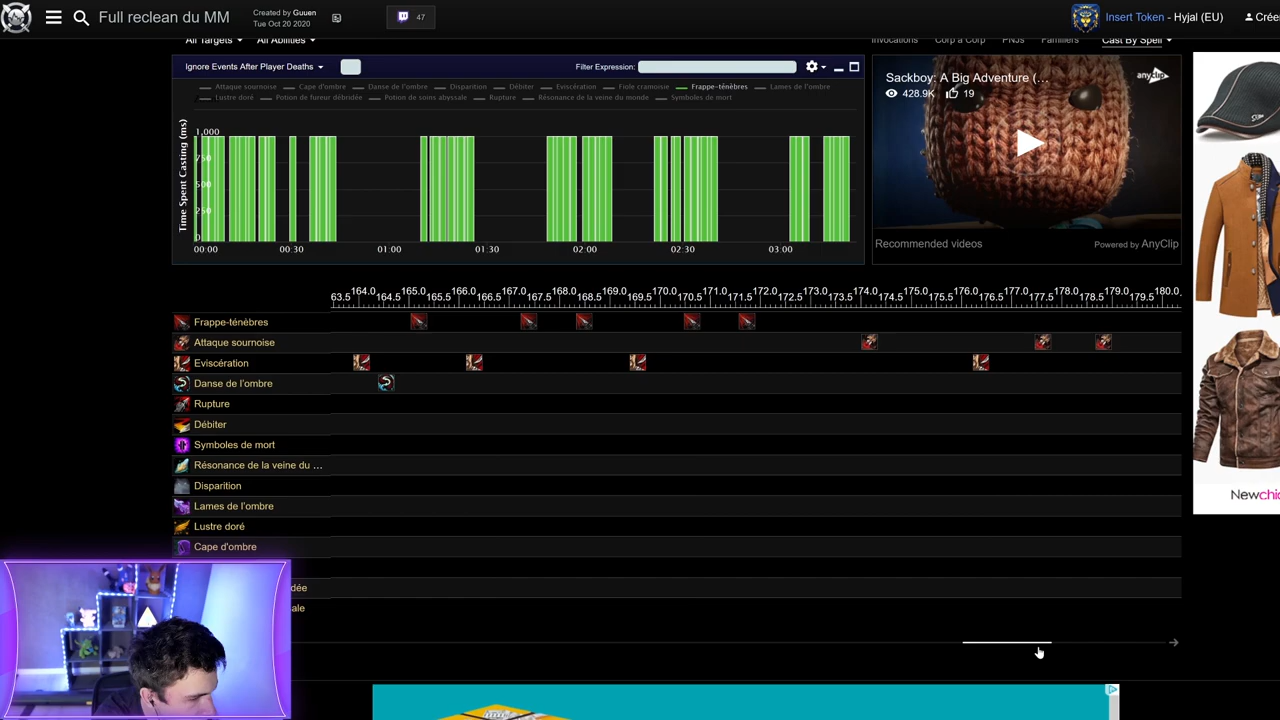 Full reclean du MM
Created by Guuen
Tue Oct 20 2020
47
Insert Token - Hyjal (EU)
Crée
All Targets
All Abilities
Invocations
Corp à Corp
PNJs
Familiers
Cast By Spell
Ignore Events After Player Deaths
Filter Expression:
Attaque sournoise
Cape d'ombre
Danse de l'ombre
Disparition
Débiter
Eviscération
Fiole cramoisie
Frappe-ténèbres
Lames de l'ombre
Lustre doré
Potion de fureur débridée
Potion de soins abyssale
Rupture
Résonance de la veine du monde
Symboles de mort
Time Spent Casting (ms)
1,000
750
500
250
0
00:00 00:30 01:00 01:30 02:00 02:30 03:00
Sackboy: A Big Adventure (...
428.9K 19
anyclip
Recommended videos
Powered by AnyClip
63.5 164.0 164.5 165.0 165.5 166.0 166.5 167.0 167.5 168.0 168.5 169.0 169.5 170.0 170.5 171.0 171.5 172.0 172.5 173.0 173.5 174.0 174.5 175.0 175.5 176.0 176.5 177.0 177.5 178.0 178.5 179.0 179.5 180.0.
Frappe-ténèbres
Attaque sournoise
Eviscération
Danse de l'ombre
Rupture
Débiter
Symboles de mort
Résonance de la veine du ...
Disparition
Lames de l'ombre
Lustre doré
Cape d'ombre
dée
ale
Newchic